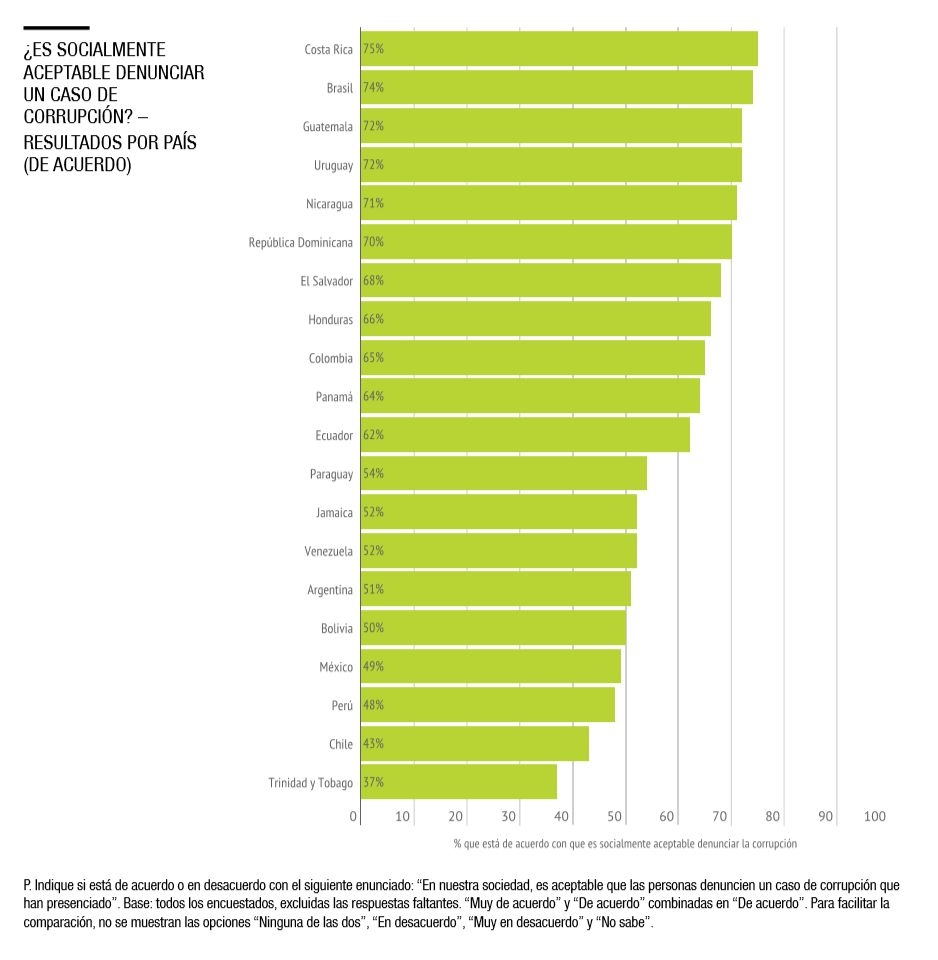 ¿ES SOCIALMENTE
ACEPTABLE DENUNCIAR
UN CASO DE
CORRUPCIÓN? –
RESULTADOS POR PAÍS
(DE ACUERDO)
Costa Rica 75%
Brasil 74%
Guatemala 72%
Uruguay 72%
Nicaragua 71%
República Dominicana 70%
El Salvador 68%
Honduras 66%
Colombia 65%
Panamá 64%
Ecuador 62%
Paraguay 54%
Jamaica 52%
Venezuela 52%
Argentina 51%
Bolivia 50%
México 49%
Perú 48%
Chile 43%
Trinidad y Tobago 37%
0 10 20 30 40 50 60 70 80 90 100
% que está de acuerdo con que es socialmente aceptable denunciar la corrupción
P. Indique si está de acuerdo o en desacuerdo con el siguiente enunciado: “En nuestra sociedad, es aceptable que las personas denuncien un caso de corrupción que
han presenciado”. Base: todos los encuestados, excluidas las respuestas faltantes. “Muy de acuerdo” y “De acuerdo” combinadas en “De acuerdo”. Para facilitar la
comparación, no se muestran las opciones “Ninguna de las dos”, “En desacuerdo”, “Muy en desacuerdo” y “No sabe”.